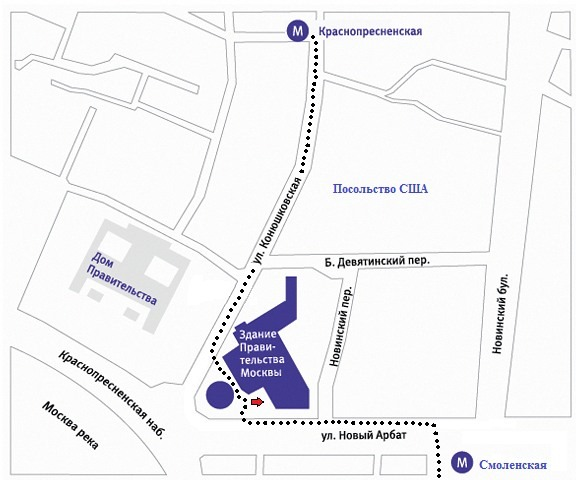 М Краснопресненская
ул. Конюшковская
Посольство США
Б. Девятинский пер.
Дом
Правительства
Новинский пер.
Новинский бул.
Здание
Прави-
тельства
Москвы
Краснопресненская наб.
Москва река
ул. Новый Арбат
М Смоленская